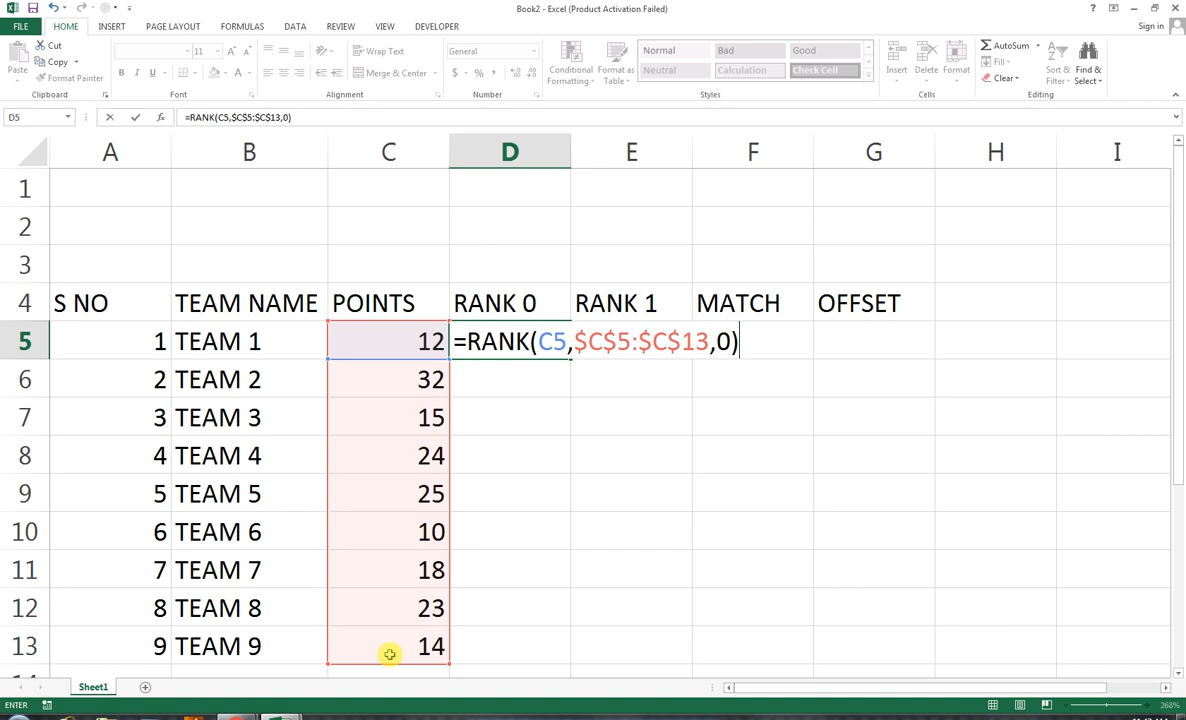 Book2 - Excel (Product Activation Failed)
FILE HOME INSERT PAGE LAYOUT FORMULAS DATA REVIEW VIEW DEVELOPER Sign in
Paste
Cut
Copy
Format Painter
Clipboard
11
B I U
Font
Wrap Text
Merge & Center
Alignment
General
$ % ,
Number
Conditional Formatting
Format as Table
Normal Bad Good
Neutral Calculation Check Cell
Styles
Insert Delete Format
Cells
AutoSum
Fill
Clear
Sort & Filter
Find & Select
Editing
D5 =RANK(C5,$C$5:$C$13,0)
A B C D E F G H I
1
2
3
4 S NO TEAM NAME POINTS RANK 0 RANK 1 MATCH OFFSET
5 1 TEAM 1 12 =RANK(C5,$C$5:$C$13,0)
6 2 TEAM 2 32
7 3 TEAM 3 15
8 4 TEAM 4 24
9 5 TEAM 5 25
10 6 TEAM 6 10
11 7 TEAM 7 18
12 8 TEAM 8 23
13 9 TEAM 9 14
Sheet1
ENTER 268%